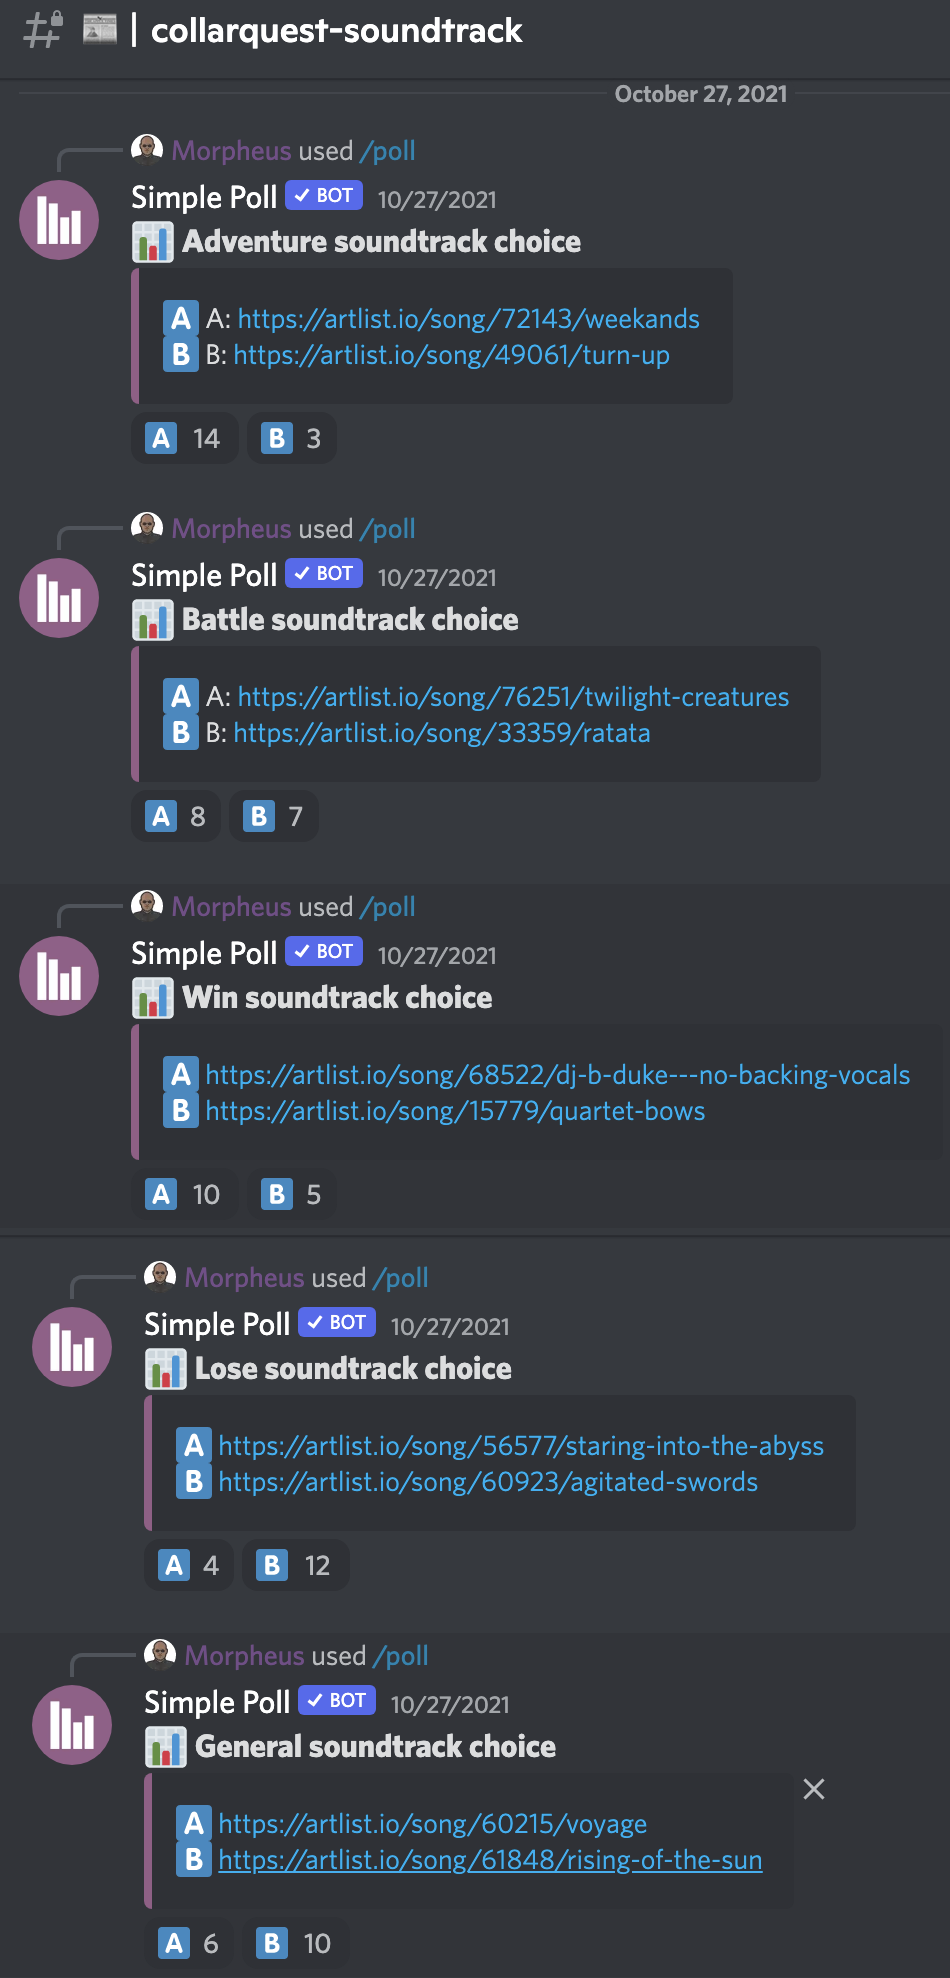 | collarquest-soundtrack
October 27, 2021
Morpheus used /poll
Simple Poll BOT 10/27/2021
Adventure soundtrack choice
A A: https://artlist.io/song/72143/weekands
B B: https://artlist.io/song/49061/turn-up
A 14 B 3
Morpheus used /poll
Simple Poll BOT 10/27/2021
Battle soundtrack choice
A A: https://artlist.io/song/76251/twilight-creatures
B B: https://artlist.io/song/33359/ratata
A 8 B 7
Morpheus used /poll
Simple Poll BOT 10/27/2021
Win soundtrack choice
A https://artlist.io/song/68522/dj-b-duke---no-backing-vocals
B https://artlist.io/song/15779/quartet-bows
A 10 B 5
Morpheus used /poll
Simple Poll BOT 10/27/2021
Lose soundtrack choice
A https://artlist.io/song/56577/staring-into-the-abyss
B https://artlist.io/song/60923/agitated-swords
A 4 B 12
Morpheus used /poll
Simple Poll BOT 10/27/2021
General soundtrack choice
A https://artlist.io/song/60215/voyage
B https://artlist.io/song/61848/rising-of-the-sun
A 6 B 10